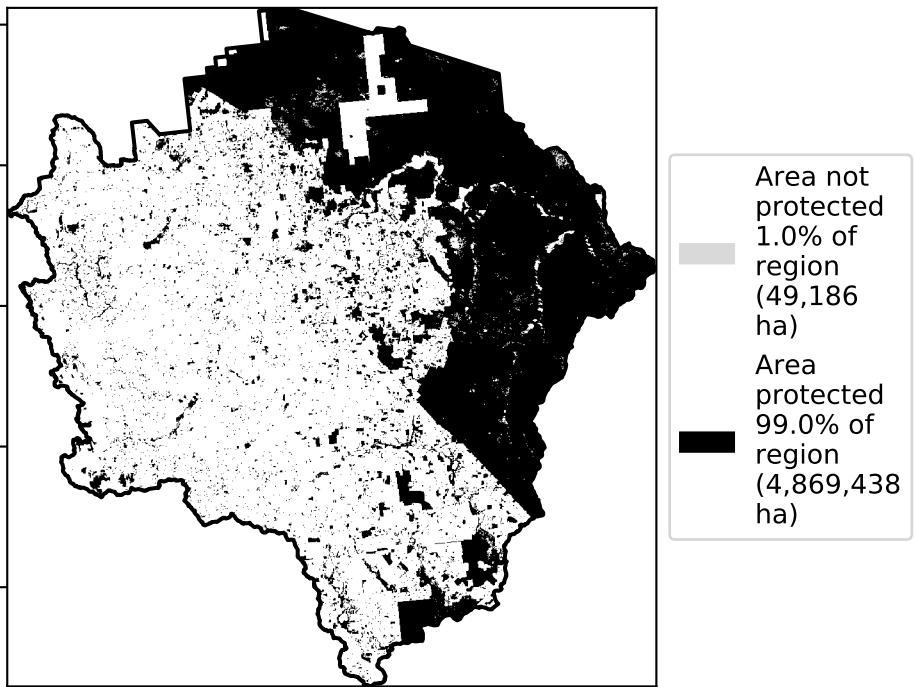 Area not
protected
1.0% of
region
(49,186
ha)
Area
protected
99.0% of
region
(4,869,438
ha)